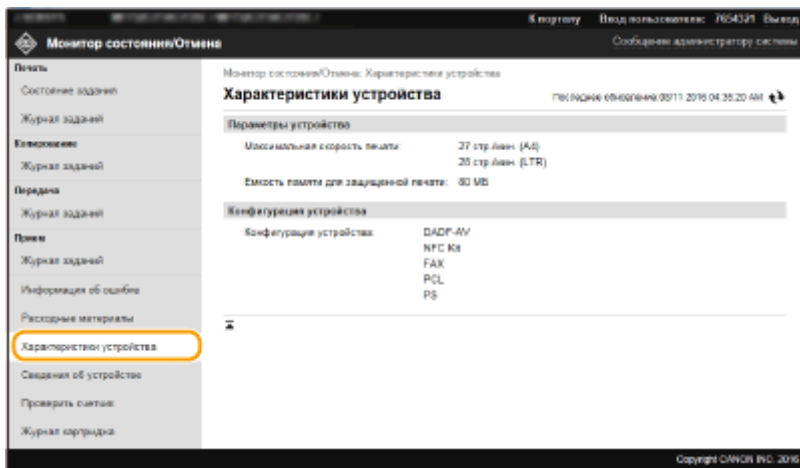 К порталу Вход пользователем: 7654321 Выход
Монитор состояния/Отмена Сообщение администратору системы
Печать
Состояние заданий
Журнал заданий
Копирование
Журнал заданий
Передача
Журнал заданий
Прием
Журнал заданий
Информация об ошибке
Расходные материалы
Характеристики устройства
Сведения об устройстве
Проверить счетчик
Журнал картриджа
Монитор состояния/Отмена: Характеристики устройства
Характеристики устройства
Последнее обновление:08/11 2016 04:35:20 AM
Параметры устройства
Максимальная скорость печати: 27 стр./мин. (A4)
28 стр./мин. (LTR)
Емкость памяти для защищенной печати: 80 MB
Конфигурация устройства
Конфигурация устройства: DADF-AV
NFC Kit
FAX
PCL
PS
Copyright CANON INC. 2016